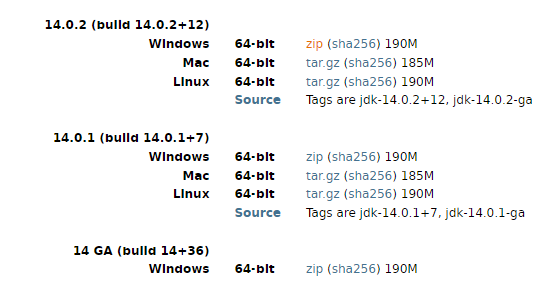 14.0.2 (build 14.0.2+12)
Windows 64-bit zip (sha256) 190M
Mac 64-bit tar.gz (sha256) 185M
Linux 64-bit tar.gz (sha256) 190M
Source Tags are jdk-14.0.2+12, jdk-14.0.2-ga
14.0.1 (build 14.0.1+7)
Windows 64-bit zip (sha256) 190M
Mac 64-bit tar.gz (sha256) 185M
Linux 64-bit tar.gz (sha256) 190M
Source Tags are jdk-14.0.1+7, jdk-14.0.1-ga
14 GA (build 14+36)
Windows 64-bit zip (sha256) 190M